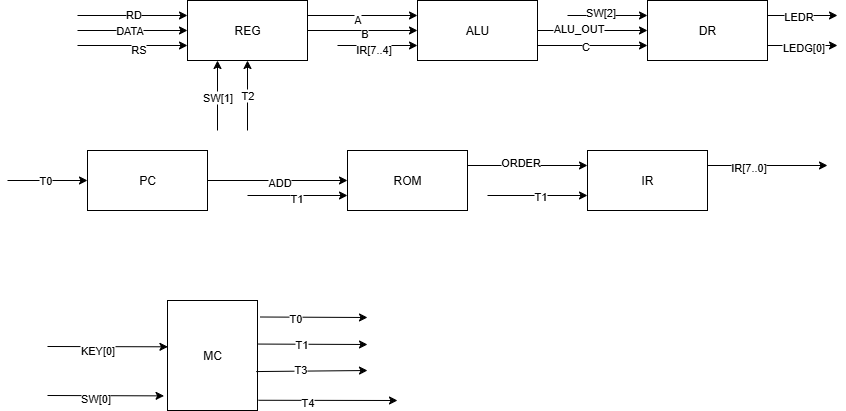 RD
DATA
RS
REG
SW[1]
T2
A
B
IR[7..4]
ALU
SW[2]
ALU_OUT
C
DR
LEDR
LEDG[0]
T0
PC
ADD
T1
ROM
ORDER
T1
IR
IR[7..0]
KEY[0]
SW[0]
MC
T0
T1
T3
T4